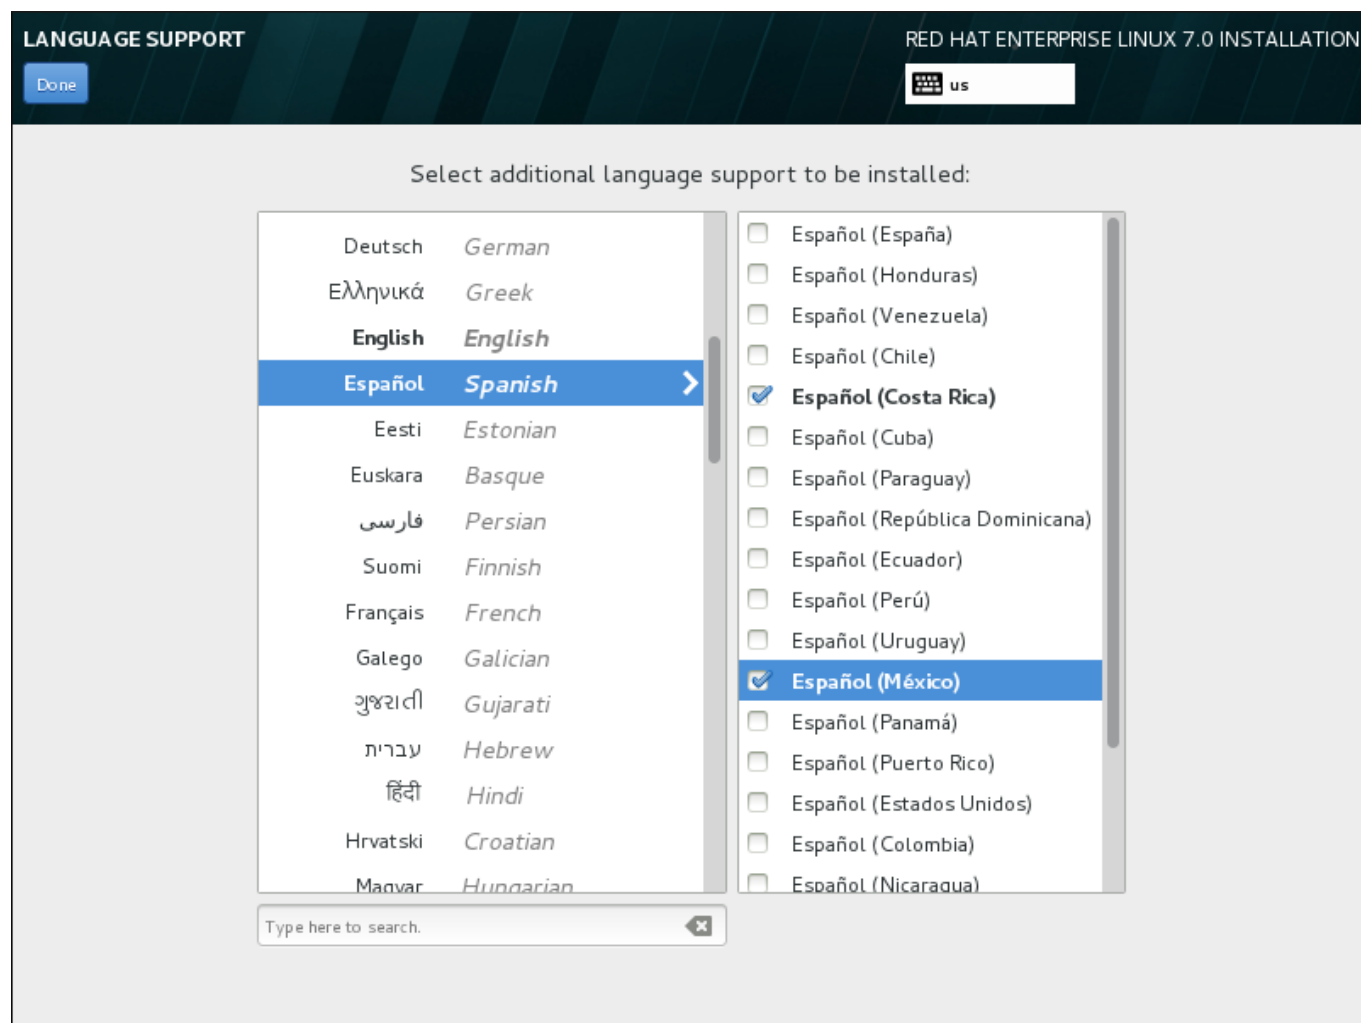 LANGUAGE SUPPORT
RED HAT ENTERPRISE LINUX 7.0 INSTALLATION
Done
us
Select additional language support to be installed:
Deutsch German
Ελληνικά Greek
English English
Español Spanish
Eesti Estonian
Euskara Basque
فارسی Persian
Suomi Finnish
Français French
Galego Galician
ગુજરાતી Gujarati
עברית Hebrew
हिंदी Hindi
Hrvatski Croatian
Magyar Hungarian
Español (España)
Español (Honduras)
Español (Venezuela)
Español (Chile)
Español (Costa Rica)
Español (Cuba)
Español (Paraguay)
Español (República Dominicana)
Español (Ecuador)
Español (Perú)
Español (Uruguay)
Español (México)
Español (Panamá)
Español (Puerto Rico)
Español (Estados Unidos)
Español (Colombia)
Español (Nicaragua)
Type here to search.